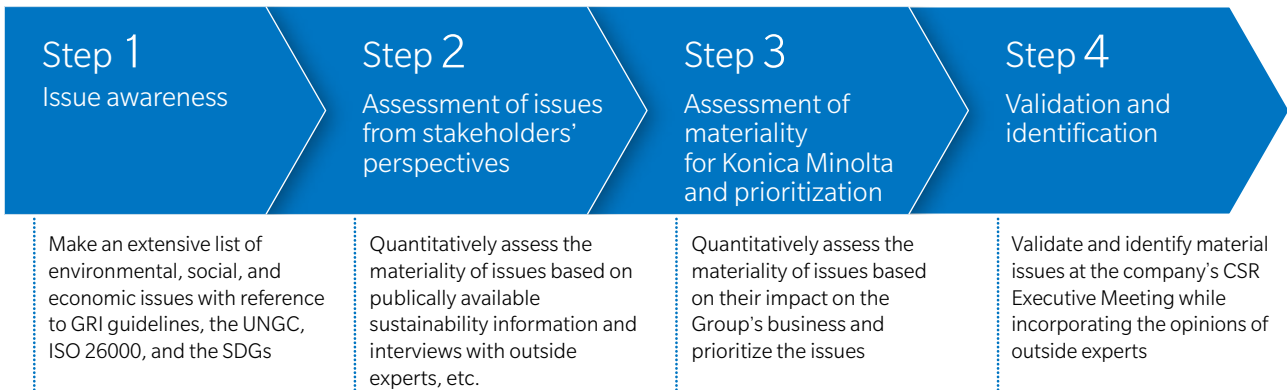 Step 1
Issue awareness
Make an extensive list of
environmental, social, and
economic issues with reference
to GRI guidelines, the UNGC,
ISO 26000, and the SDGs
Step 2
Assessment of issues
from stakeholders'
perspectives
Quantitatively assess the
materiality of issues based on
publically available
sustainability information and
interviews with outside
experts, etc.
Step 3
Assessment of
materiality
for Konica Minolta
and prioritization
Quantitatively assess the
materiality of issues based
on their impact on the
Group's business and
prioritize the issues
Step 4
Validation and
identification
Validate and identify material
issues at the company's CSR
Executive Meeting while
incorporating the opinions of
outside experts